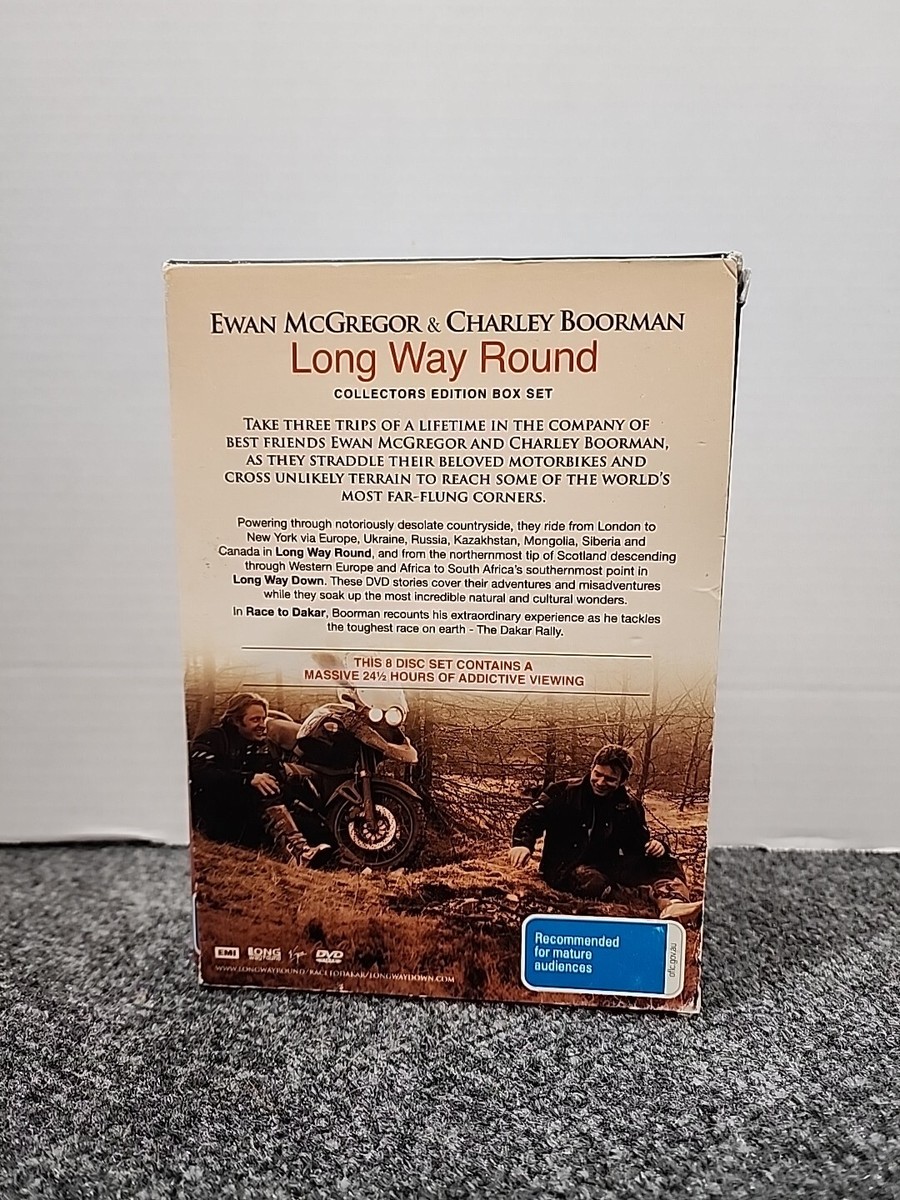 EWAN MCGREGOR & CHARLEY BOORMAN
Long Way Round
COLLECTORS EDITION BOX SET
TAKE THREE TRIPS OF A LIFETIME IN THE COMPANY OF
BEST FRIENDS EWAN MCGREGOR AND CHARLEY BOORMAN,
AS THEY STRADDLE THEIR BELOVED MOTORBIKES AND
CROSS UNLIKELY TERRAIN TO REACH SOME OF THE WORLD'S
MOST FAR-FLUNG CORNERS.
Powering through notoriously desolate countryside, they ride from London to
New York via Europe, Ukraine, Russia, Kazakhstan, Mongolia, Siberia and
Canada in Long Way Round, and from the northernmost tip of Scotland descending
through Western Europe and Africa to South Africa's southernmost point in
Long Way Down. These DVD stories cover their adventures and misadventures
while they soak up the most incredible natural and cultural wonders.
In Race to Dakar, Boorman recounts his extraordinary experience as he tackles
the toughest race on earth - The Dakar Rally.
THIS 8 DISC SET CONTAINS A
MASSIVE 24½ HOURS OF ADDICTIVE VIEWING
EMI LONG Virgin DVD
WWW.LONGWAYROUND/RACETODAKAR/LONGWAYDOWN.COM
Recommended
for mature
audiences
oflc.gov.au